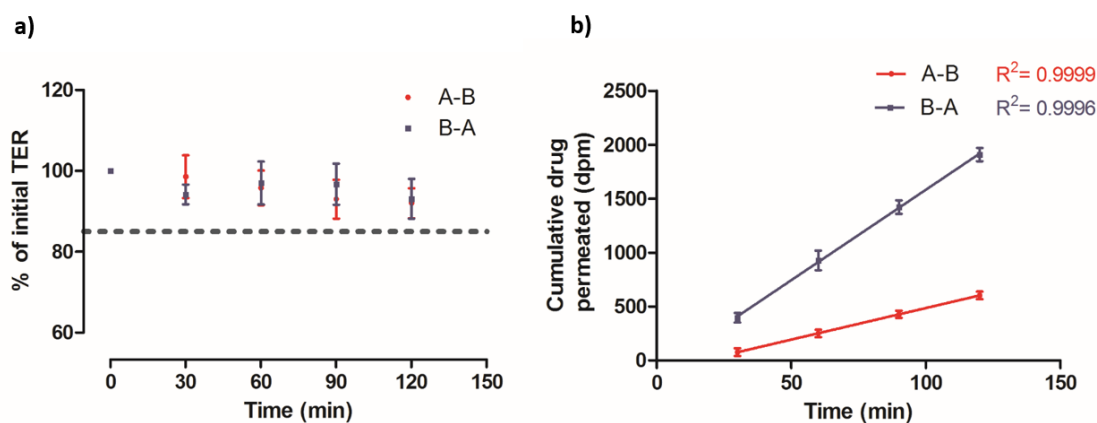 a)
120
100
80
60
% of initial TER
A-B
B-A
0 30 60 90 120 150
Time (min)
b)
A-B R²= 0.9999
B-A R²= 0.9996
2500
2000
1500
1000
500
0
Cumulative drug
permeated (dpm)
0 50 100 150
Time (min)